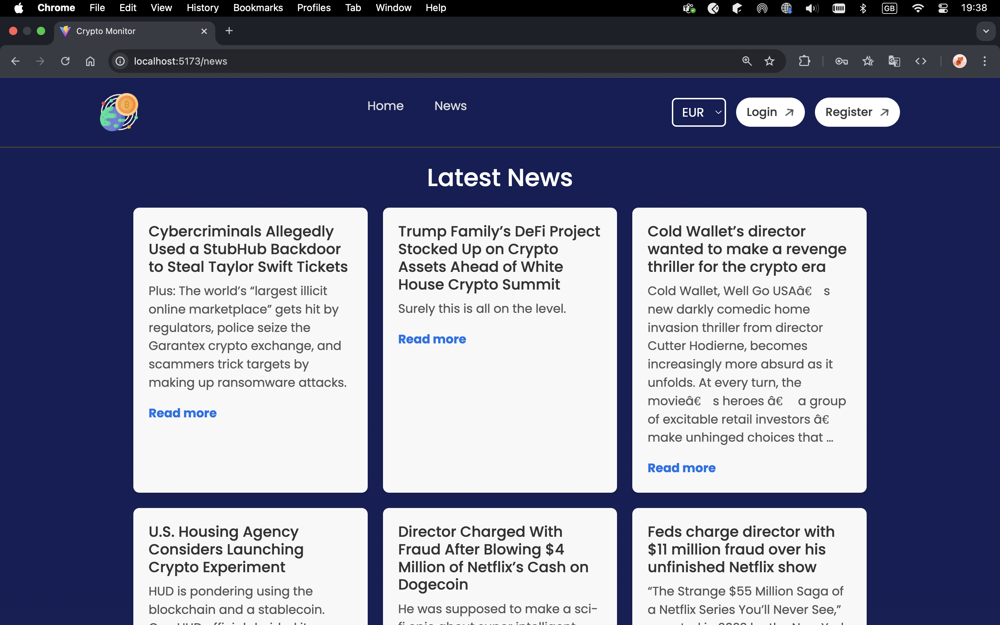 Chrome File Edit View History Bookmarks Profiles Tab Window Help GB 19:38
Crypto Monitor
localhost:5173/news
Home News EUR Login Register
Latest News
Cybercriminals Allegedly
Used a StubHub Backdoor
to Steal Taylor Swift Tickets
Plus: The world’s “largest illicit
online marketplace” gets hit by
regulators, police seize the
Garantex crypto exchange, and
scammers trick targets by
making up ransomware attacks.
Read more
Trump Family’s DeFi Project
Stocked Up on Crypto
Assets Ahead of White
House Crypto Summit
Surely this is all on the level.
Read more
Cold Wallet’s director
wanted to make a revenge
thriller for the crypto era
Cold Wallet, Well Go USAâ€ s
new darkly comedic home
invasion thriller from director
Cutter Hodierne, becomes
increasingly more absurd as it
unfolds. At every turn, the
movieâ€ s heroes â€ a group
of excitable retail investors â€
make unhinged choices that …
Read more
U.S. Housing Agency
Considers Launching
Crypto Experiment
HUD is pondering using the
blockchain and a stablecoin.
Director Charged With
Fraud After Blowing $4
Million of Netflix’s Cash on
Dogecoin
He was supposed to make a sci-
Feds charge director with
$11 million fraud over his
unfinished Netflix show
“The Strange $55 Million Saga of
a Netflix Series You’ll Never See,”